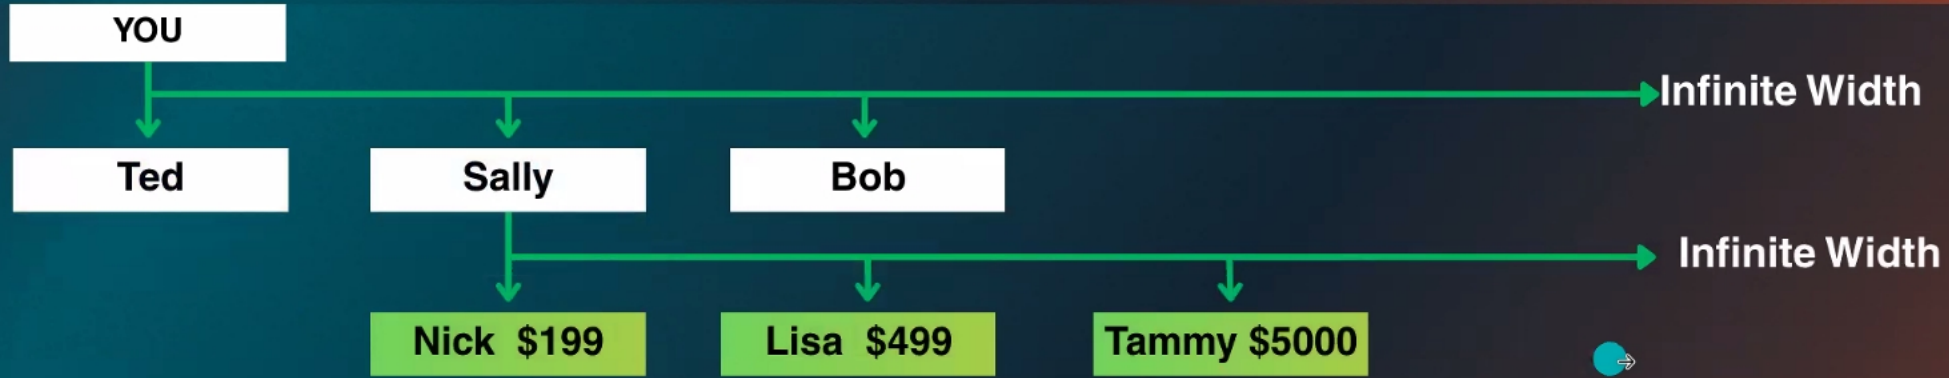 YOU
Infinite Width
Ted
Sally
Bob
Infinite Width
Nick $199
Lisa $499
Tammy $5000